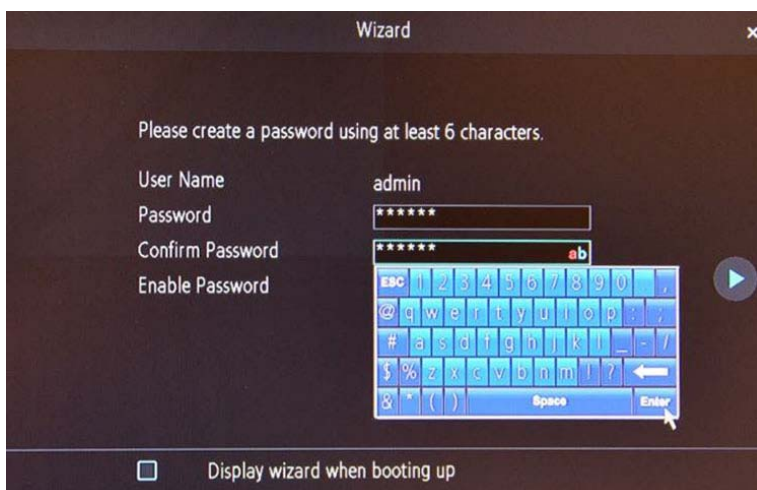 Wizard
×
Please create a password using at least 6 characters.
User Name admin
Password ******
Confirm Password ****** ab
Enable Password
ESC 1 2 3 4 5 6 7 8 9 0 ,
@ q w e r t y u i o p : ;
# a s d f g h j k l _ - /
$ % z x c v b n m ! ?
& * ( ) Space Enter
Display wizard when booting up